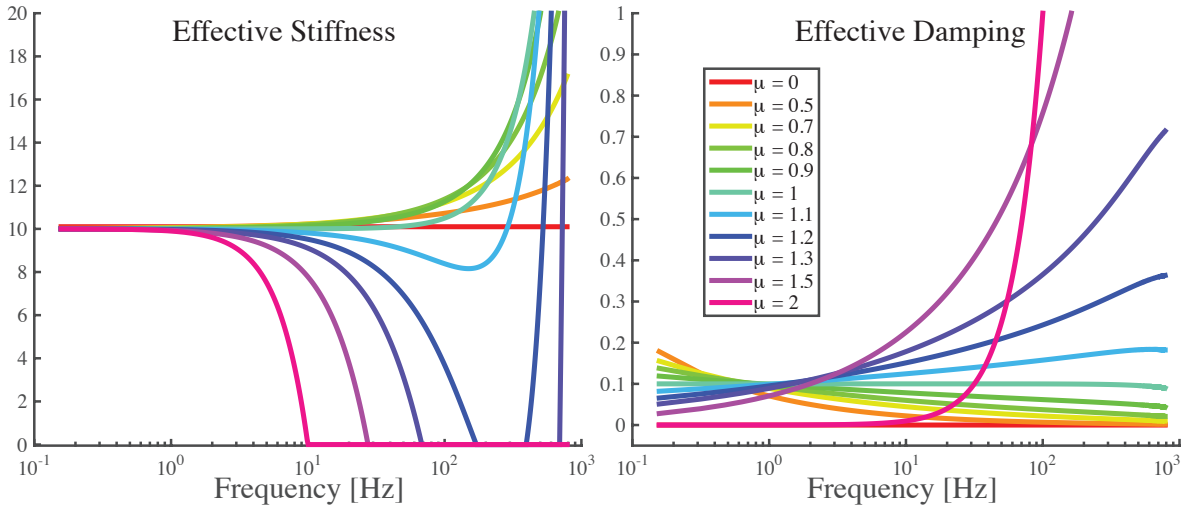 Effective Stiffness
20
18
16
14
12
10
8
6
4
2
0
10^-1
10^0
10^1
10^2
10^3
Frequency [Hz]
Effective Damping
1
0.9
0.8
0.7
0.6
0.5
0.4
0.3
0.2
0.1
0
μ = 0
μ = 0.5
μ = 0.7
μ = 0.8
μ = 0.9
μ = 1
μ = 1.1
μ = 1.2
μ = 1.3
μ = 1.5
μ = 2
10^-1
10^0
10^1
10^2
10^3
Frequency [Hz]